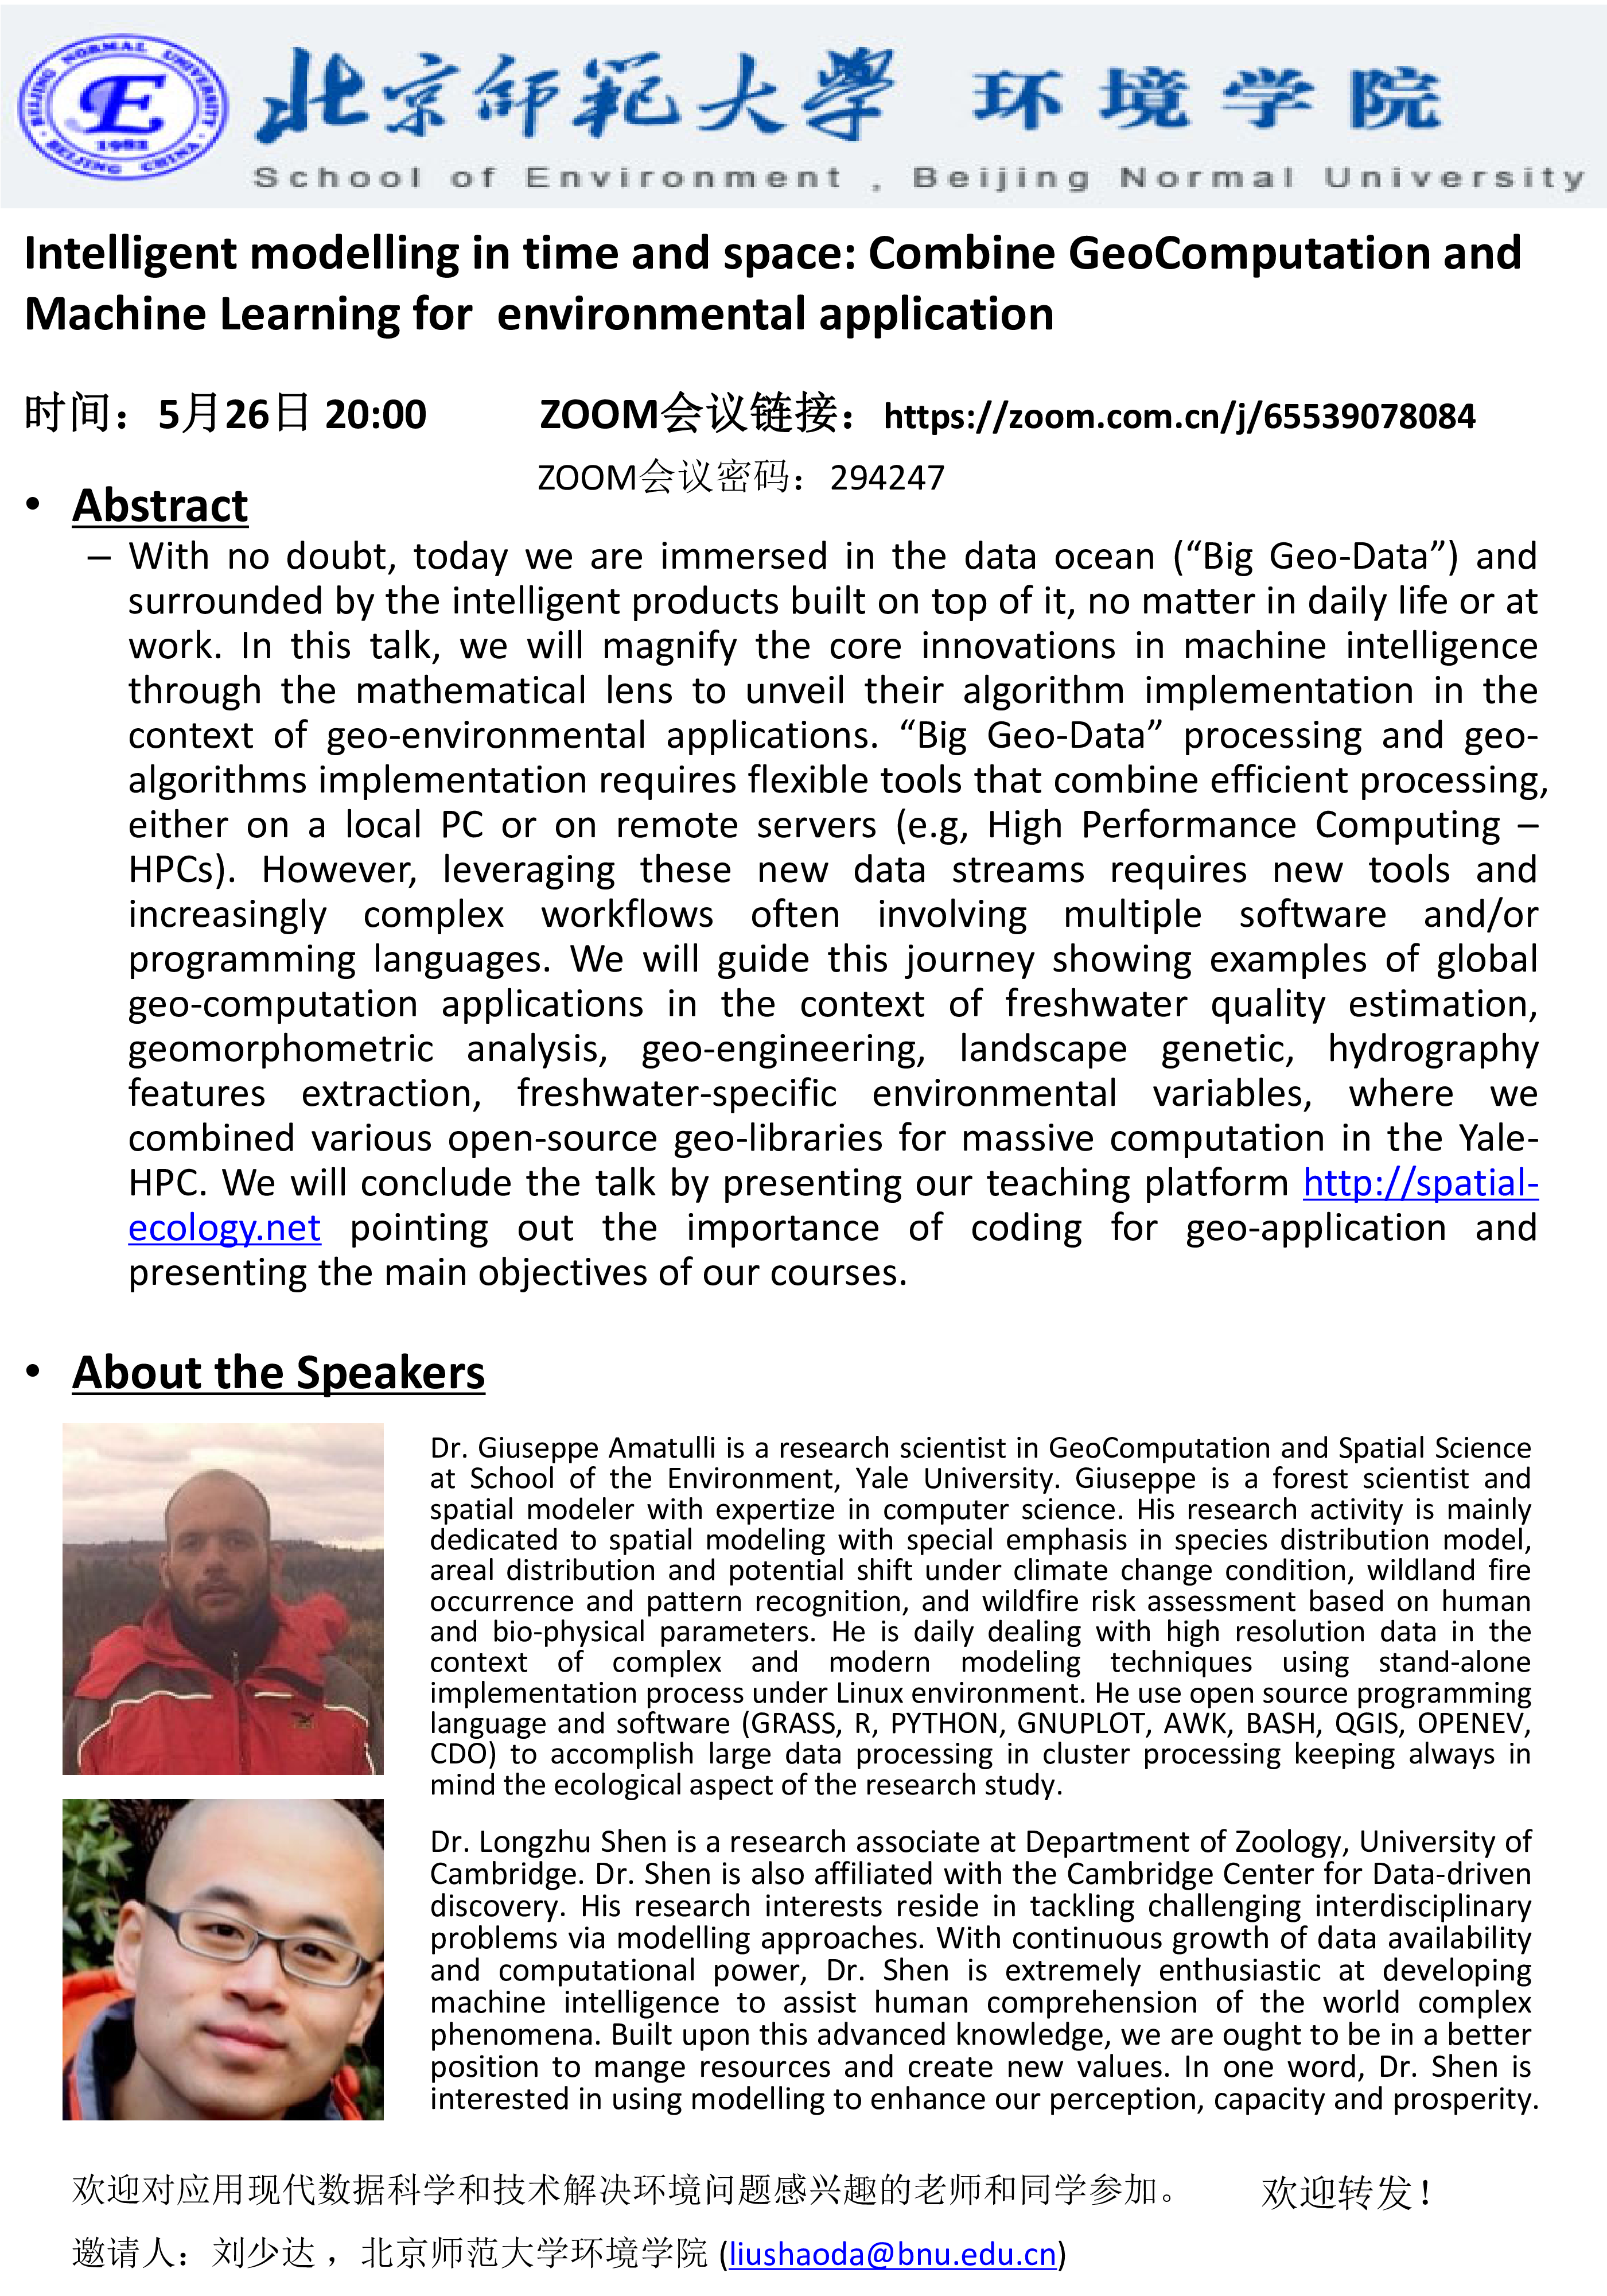 BEIJING NORMAL UNIVERSITY
E
1982
BEIJING CHINA
北京师范大学 环境学院
School of Environment , Beijing Normal University
Intelligent modelling in time and space: Combine GeoComputation and
Machine Learning for environmental application
时间：5月26日 20:00 ZOOM会议链接：https://zoom.com.cn/j/65539078084
ZOOM会议密码：294247
• Abstract
– With no doubt, today we are immersed in the data ocean (“Big Geo-Data”) and
surrounded by the intelligent products built on top of it, no matter in daily life or at
work. In this talk, we will magnify the core innovations in machine intelligence
through the mathematical lens to unveil their algorithm implementation in the
context of geo-environmental applications. “Big Geo-Data” processing and geo-
algorithms implementation requires flexible tools that combine efficient processing,
either on a local PC or on remote servers (e.g, High Performance Computing –
HPCs). However, leveraging these new data streams requires new tools and
increasingly complex workflows often involving multiple software and/or
programming languages. We will guide this journey showing examples of global
geo-computation applications in the context of freshwater quality estimation,
geomorphometric analysis, geo-engineering, landscape genetic, hydrography
features extraction, freshwater-specific environmental variables, where we
combined various open-source geo-libraries for massive computation in the Yale-
HPC. We will conclude the talk by presenting our teaching platform http://spatial-
ecology.net pointing out the importance of coding for geo-application and
presenting the main objectives of our courses.
• About the Speakers
Dr. Giuseppe Amatulli is a research scientist in GeoComputation and Spatial Science
at School of the Environment, Yale University. Giuseppe is a forest scientist and
spatial modeler with expertize in computer science. His research activity is mainly
dedicated to spatial modeling with special emphasis in species distribution model,
areal distribution and potential shift under climate change condition, wildland fire
occurrence and pattern recognition, and wildfire risk assessment based on human
and bio-physical parameters. He is daily dealing with high resolution data in the
context of complex and modern modeling techniques using stand-alone
implementation process under Linux environment. He use open source programming
language and software (GRASS, R, PYTHON, GNUPLOT, AWK, BASH, QGIS, OPENEV,
CDO) to accomplish large data processing in cluster processing keeping always in
mind the ecological aspect of the research study.
Dr. Longzhu Shen is a research associate at Department of Zoology, University of
Cambridge. Dr. Shen is also affiliated with the Cambridge Center for Data-driven
discovery. His research interests reside in tackling challenging interdisciplinary
problems via modelling approaches. With continuous growth of data availability
and computational power, Dr. Shen is extremely enthusiastic at developing
machine intelligence to assist human comprehension of the world complex
phenomena. Built upon this advanced knowledge, we are ought to be in a better
position to mange resources and create new values. In one word, Dr. Shen is
interested in using modelling to enhance our perception, capacity and prosperity.
欢迎对应用现代数据科学和技术解决环境问题感兴趣的老师和同学参加。 欢迎转发！
邀请人：刘少达 ，北京师范大学环境学院 (liushaoda@bnu.edu.cn)